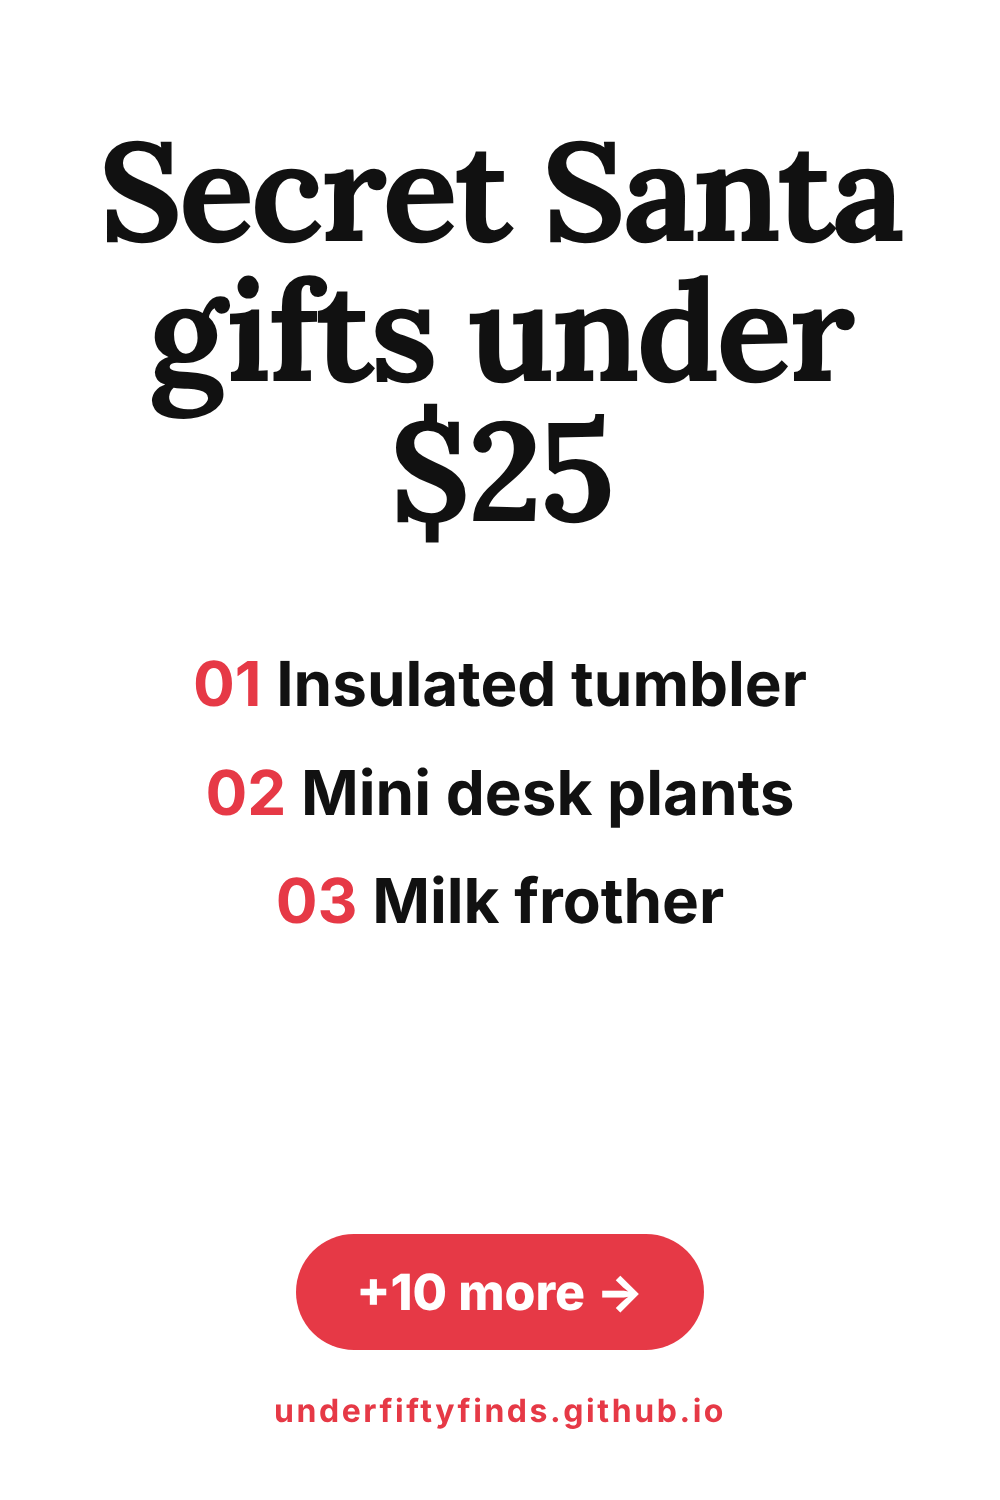 Secret Santa
gifts under
$25
01 Insulated tumbler
02 Mini desk plants
03 Milk frother
+10 more →
underfiftyfinds.github.io